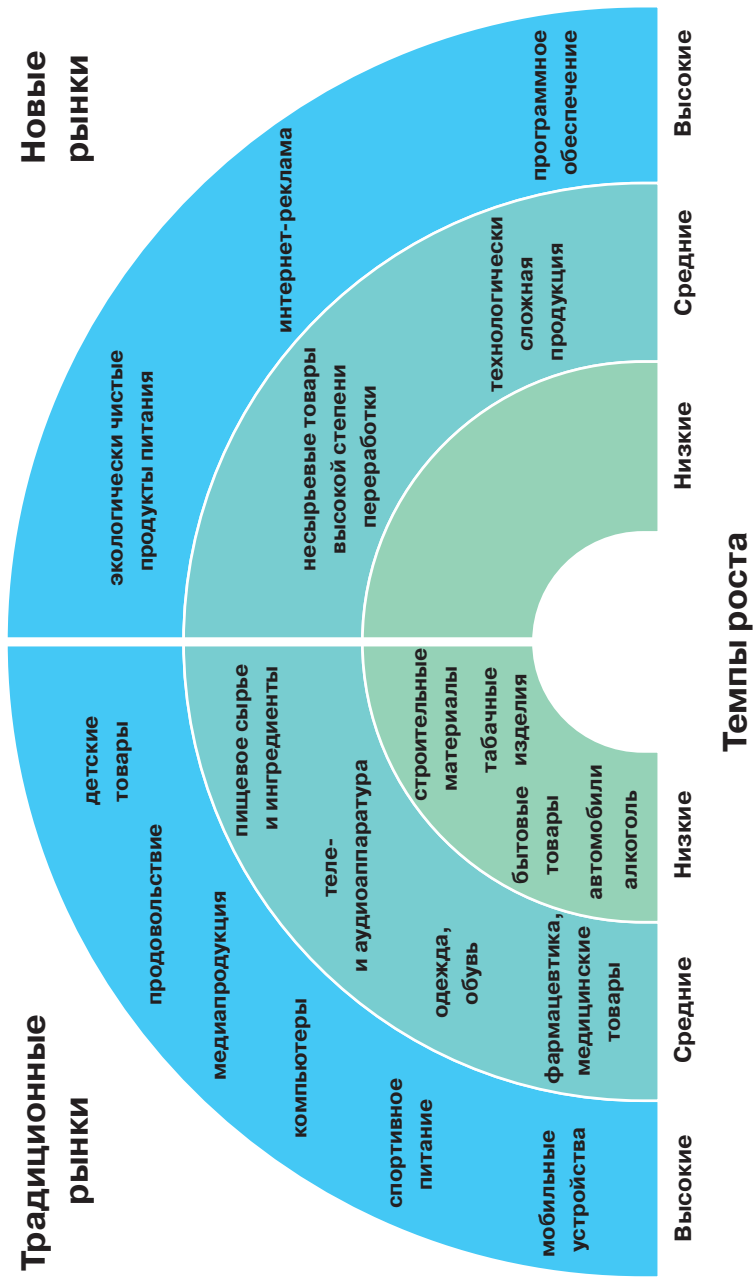 Традиционные
рынки
Новые
рынки
детские
товары
продовольствие
медиапродукция
компьютеры
спортивное
питание
мобильные
устройства
пищевое сырье
и ингредиенты
теле-
и аудиоаппаратура
одежда,
обувь
фармацевтика,
медицинские
товары
строительные
материалы
табачные
изделия
бытовые
товары
автомобили
алкоголь
экологически чистые
продукты питания
интернет-реклама
программное
обеспечение
несырьевые товары
высокой степени
переработки
технологически
сложная
продукция
Высокие
Средние
Низкие
Низкие
Средние
Высокие
Темпы роста